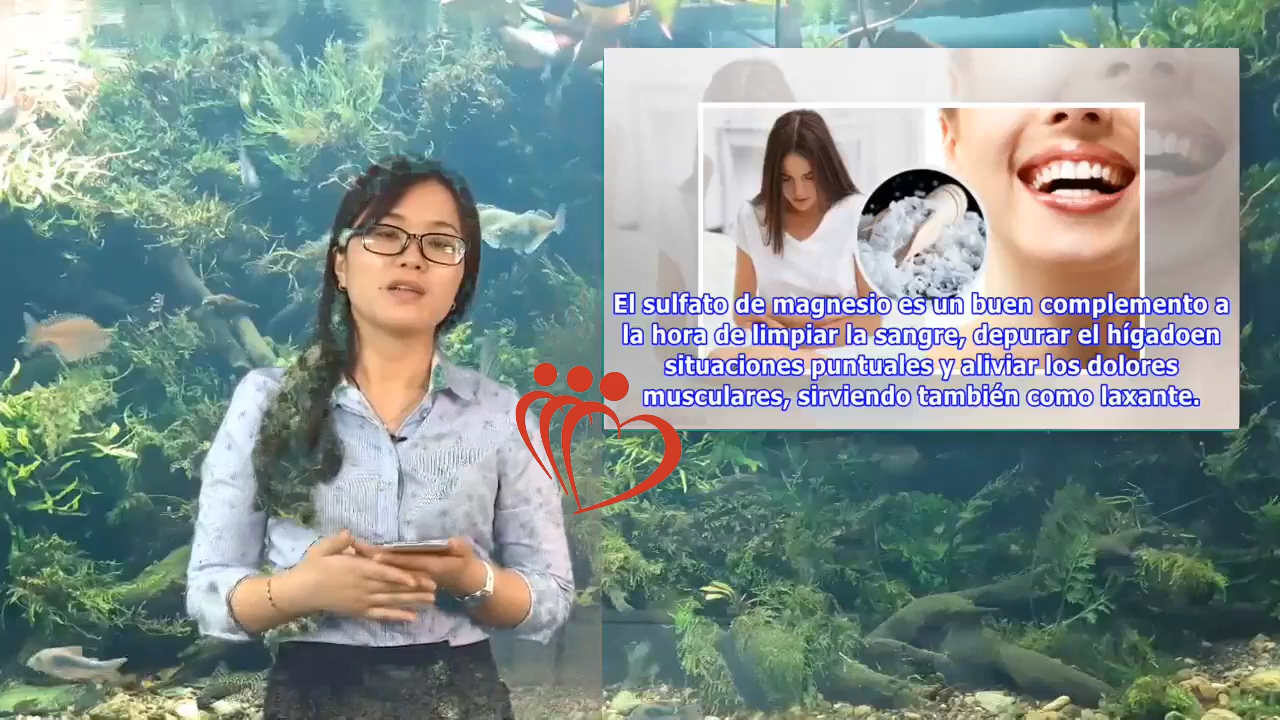 El sulfato de magnesio es un buen complemento a
la hora de limpiar la sangre, depurar el hígadoen
situaciones puntuales y aliviar los dolores
musculares, sirviendo también como laxante.